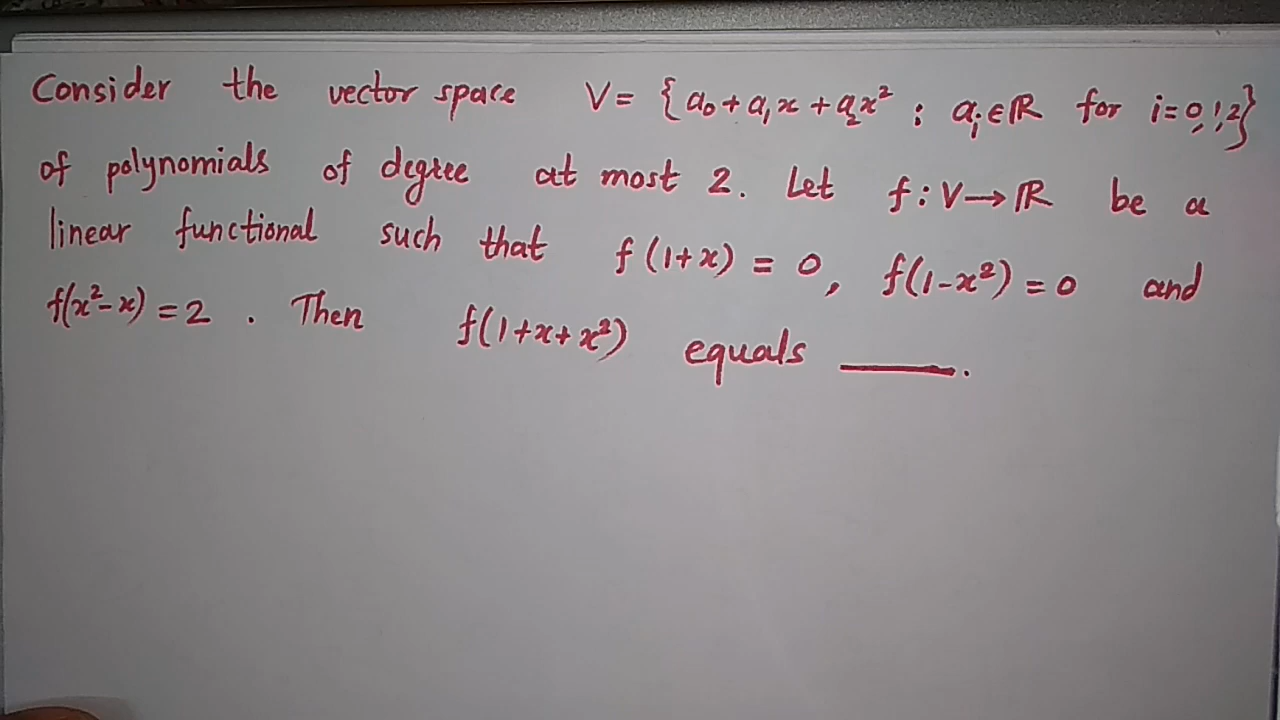 Consider the vector space V = {a₀ + a₁x + a₂x² : aᵢ ∈ ℝ for i = 0, 1, 2}
of polynomials of degree at most 2. Let f : V → ℝ be a
linear functional such that f(1+x) = 0, f(1-x²) = 0 and
f(x²-x) = 2. Then f(1+x+x²) equals ____.